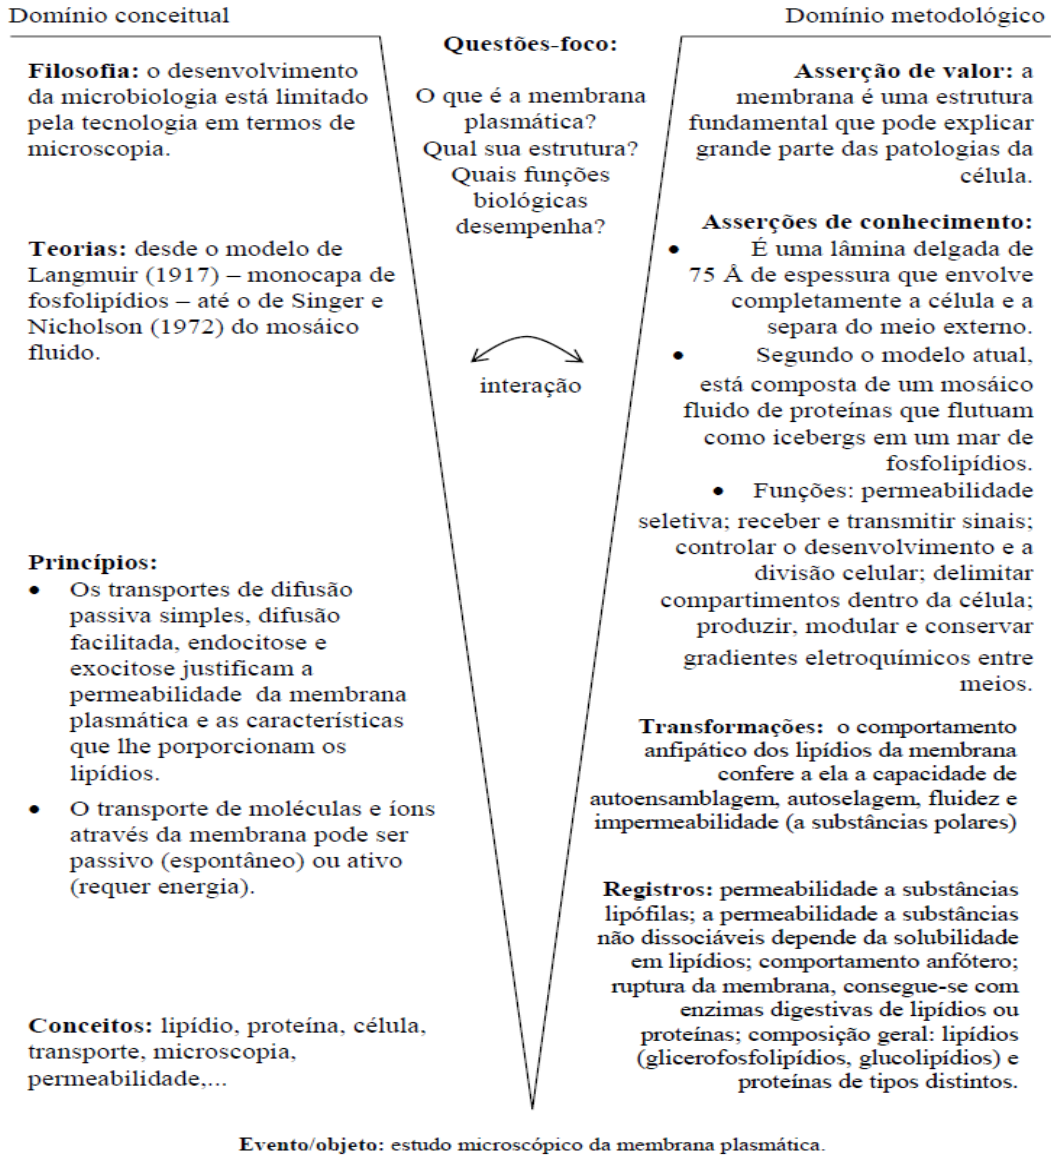 Domínio conceitual
Domínio metodológico
Questões-foco:
O que é a membrana
plasmática?
Qual sua estrutura?
Quais funções
biológicas
desempenha?
interação
Filosofia: o desenvolvimento
da microbiologia está limitado
pela tecnologia em termos de
microscopia.
Teorias: desde o modelo de
Langmuir (1917) – monocapa de
fosfolipídios – até o de Singer e
Nicholson (1972) do mosáico
fluido.
Princípios:
• Os transportes de difusão
passiva simples, difusão
facilitada, endocitose e
exocitose justificam a
permeabilidade da membrana
plasmática e as características
que lhe porporcionam os
lipídios.
• O transporte de moléculas e íons
através da membrana pode ser
passivo (espontâneo) ou ativo
(requer energia).
Conceitos: lipídio, proteína, célula,
transporte, microscopia,
permeabilidade,...
Asserção de valor: a
membrana é uma estrutura
fundamental que pode explicar
grande parte das patologias da
célula.
Asserções de conhecimento:
• É uma lâmina delgada de
75 Å de espessura que envolve
completamente a célula e a
separa do meio externo.
• Segundo o modelo atual,
está composta de um mosáico
fluido de proteínas que flutuam
como icebergs em um mar de
fosfolipídios.
• Funções: permeabilidade
seletiva; receber e transmitir sinais;
controlar o desenvolvimento e a
divisão celular; delimitar
compartimentos dentro da célula;
produzir, modular e conservar
gradientes eletroquímicos entre
meios.
Transformações: o comportamento
anfipático dos lipídios da membrana
confere a ela a capacidade de
autoensamblagem, autoselagem, fluidez e
impermeabilidade (a substâncias polares)
Registros: permeabilidade a substâncias
lipófilas; a permeabilidade a substâncias
não dissociáveis depende da solubilidade
em lipídios; comportamento anfótero;
ruptura da membrana, consegue-se com
enzimas digestivas de lipídios ou
proteínas; composição geral: lipídios
(glicerofosfolipídios, glucolipídios) e
proteínas de tipos distintos.
Evento/objeto: estudo microscópico da membrana plasmática.